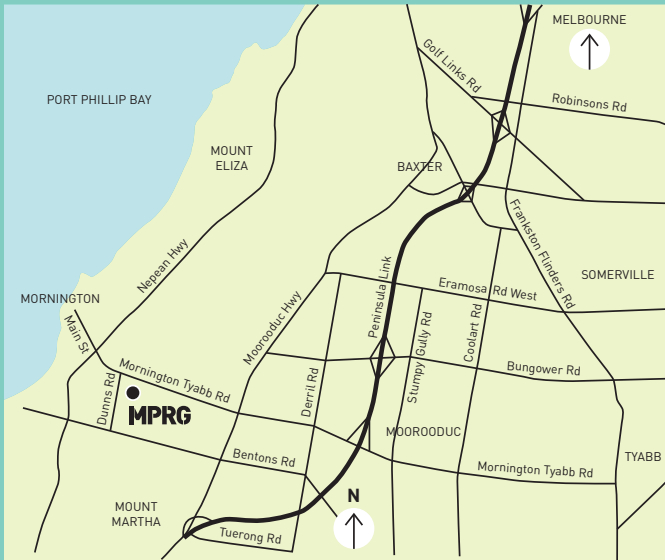 MELBOURNE
Golf Links Rd
Robinsons Rd
PORT PHILLIP BAY
MOUNT
ELIZA
BAXTER
Frankston Flinders Rd
Nepean Hwy
SOMERVILLE
Peninsula Link
Eramosa Rd West
MORNINGTON
Main St
Moorooduc Hwy
Stumpy Gully Rd
Coolart Rd
Bungower Rd
Mornington Tyabb Rd
Dunns Rd
Derril Rd
MPRG
MOOROODUC
Bentons Rd
TYABB
Mornington Tyabb Rd
N
MOUNT
MARTHA
Tuerong Rd